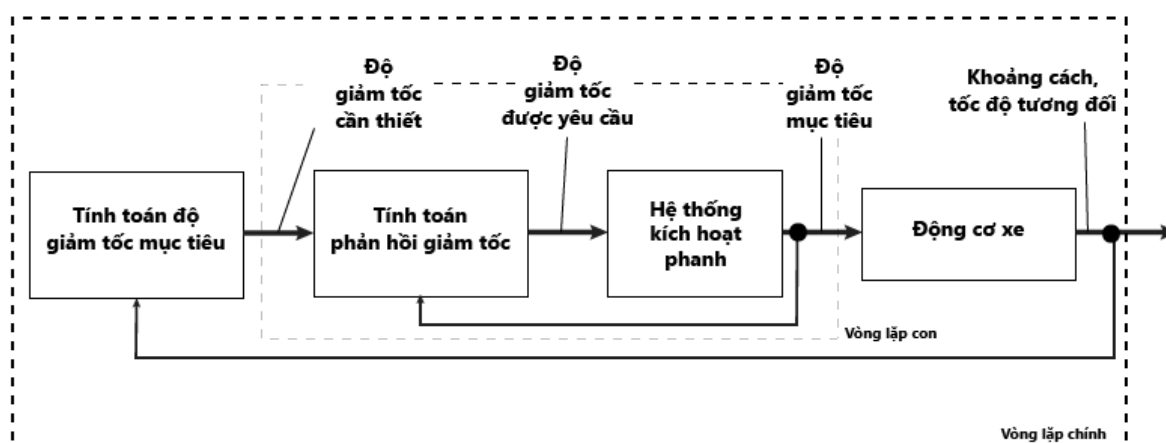 Độ
giảm tốc
cần thiết
Độ
giảm tốc
được yêu cầu
Độ
giảm tốc
mục tiêu
Khoảng cách,
tốc độ tương đối
Tính toán độ
giảm tốc mục tiêu
Tính toán
phản hồi giảm tốc
Hệ thống
kích hoạt
phanh
Động cơ xe
Vòng lặp con
Vòng lặp chính